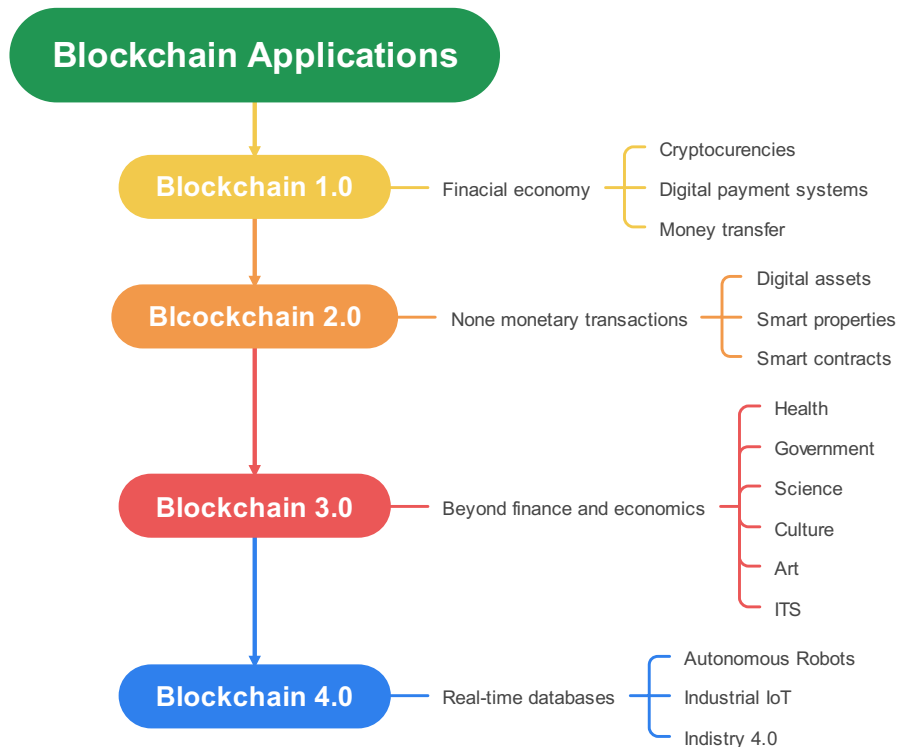 Blockchain Applications
Blockchain 1.0
Finacial economy
Cryptocurencies
Digital payment systems
Money transfer
Blcockchain 2.0
None monetary transactions
Digital assets
Smart properties
Smart contracts
Blockchain 3.0
Beyond finance and economics
Health
Government
Science
Culture
Art
ITS
Blockchain 4.0
Real-time databases
Autonomous Robots
Industrial IoT
Indistry 4.0